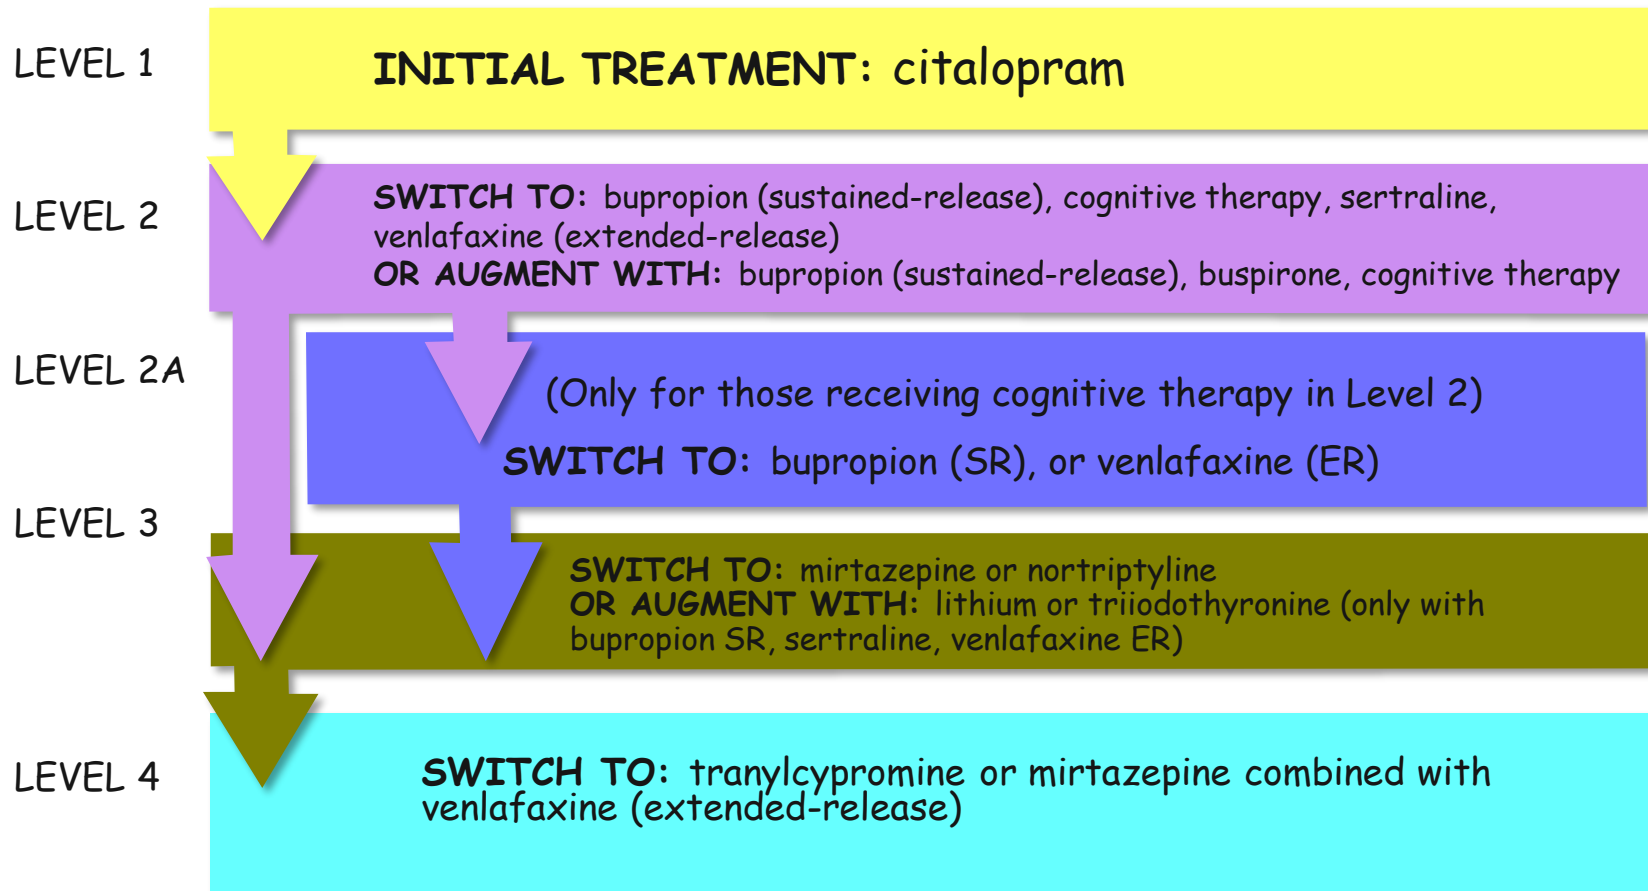 LEVEL 1
INITIAL TREATMENT: citalopram
LEVEL 2
SWITCH TO: bupropion (sustained-release), cognitive therapy, sertraline,
venlafaxine (extended-release)
OR AUGMENT WITH: bupropion (sustained-release), buspirone, cognitive therapy
LEVEL 2A
(Only for those receiving cognitive therapy in Level 2)
SWITCH TO: bupropion (SR), or venlafaxine (ER)
LEVEL 3
SWITCH TO: mirtazepine or nortriptyline
OR AUGMENT WITH: lithium or triiodothyronine (only with
bupropion SR, sertraline, venlafaxine ER)
LEVEL 4
SWITCH TO: tranylcypromine or mirtazepine combined with
venlafaxine (extended-release)